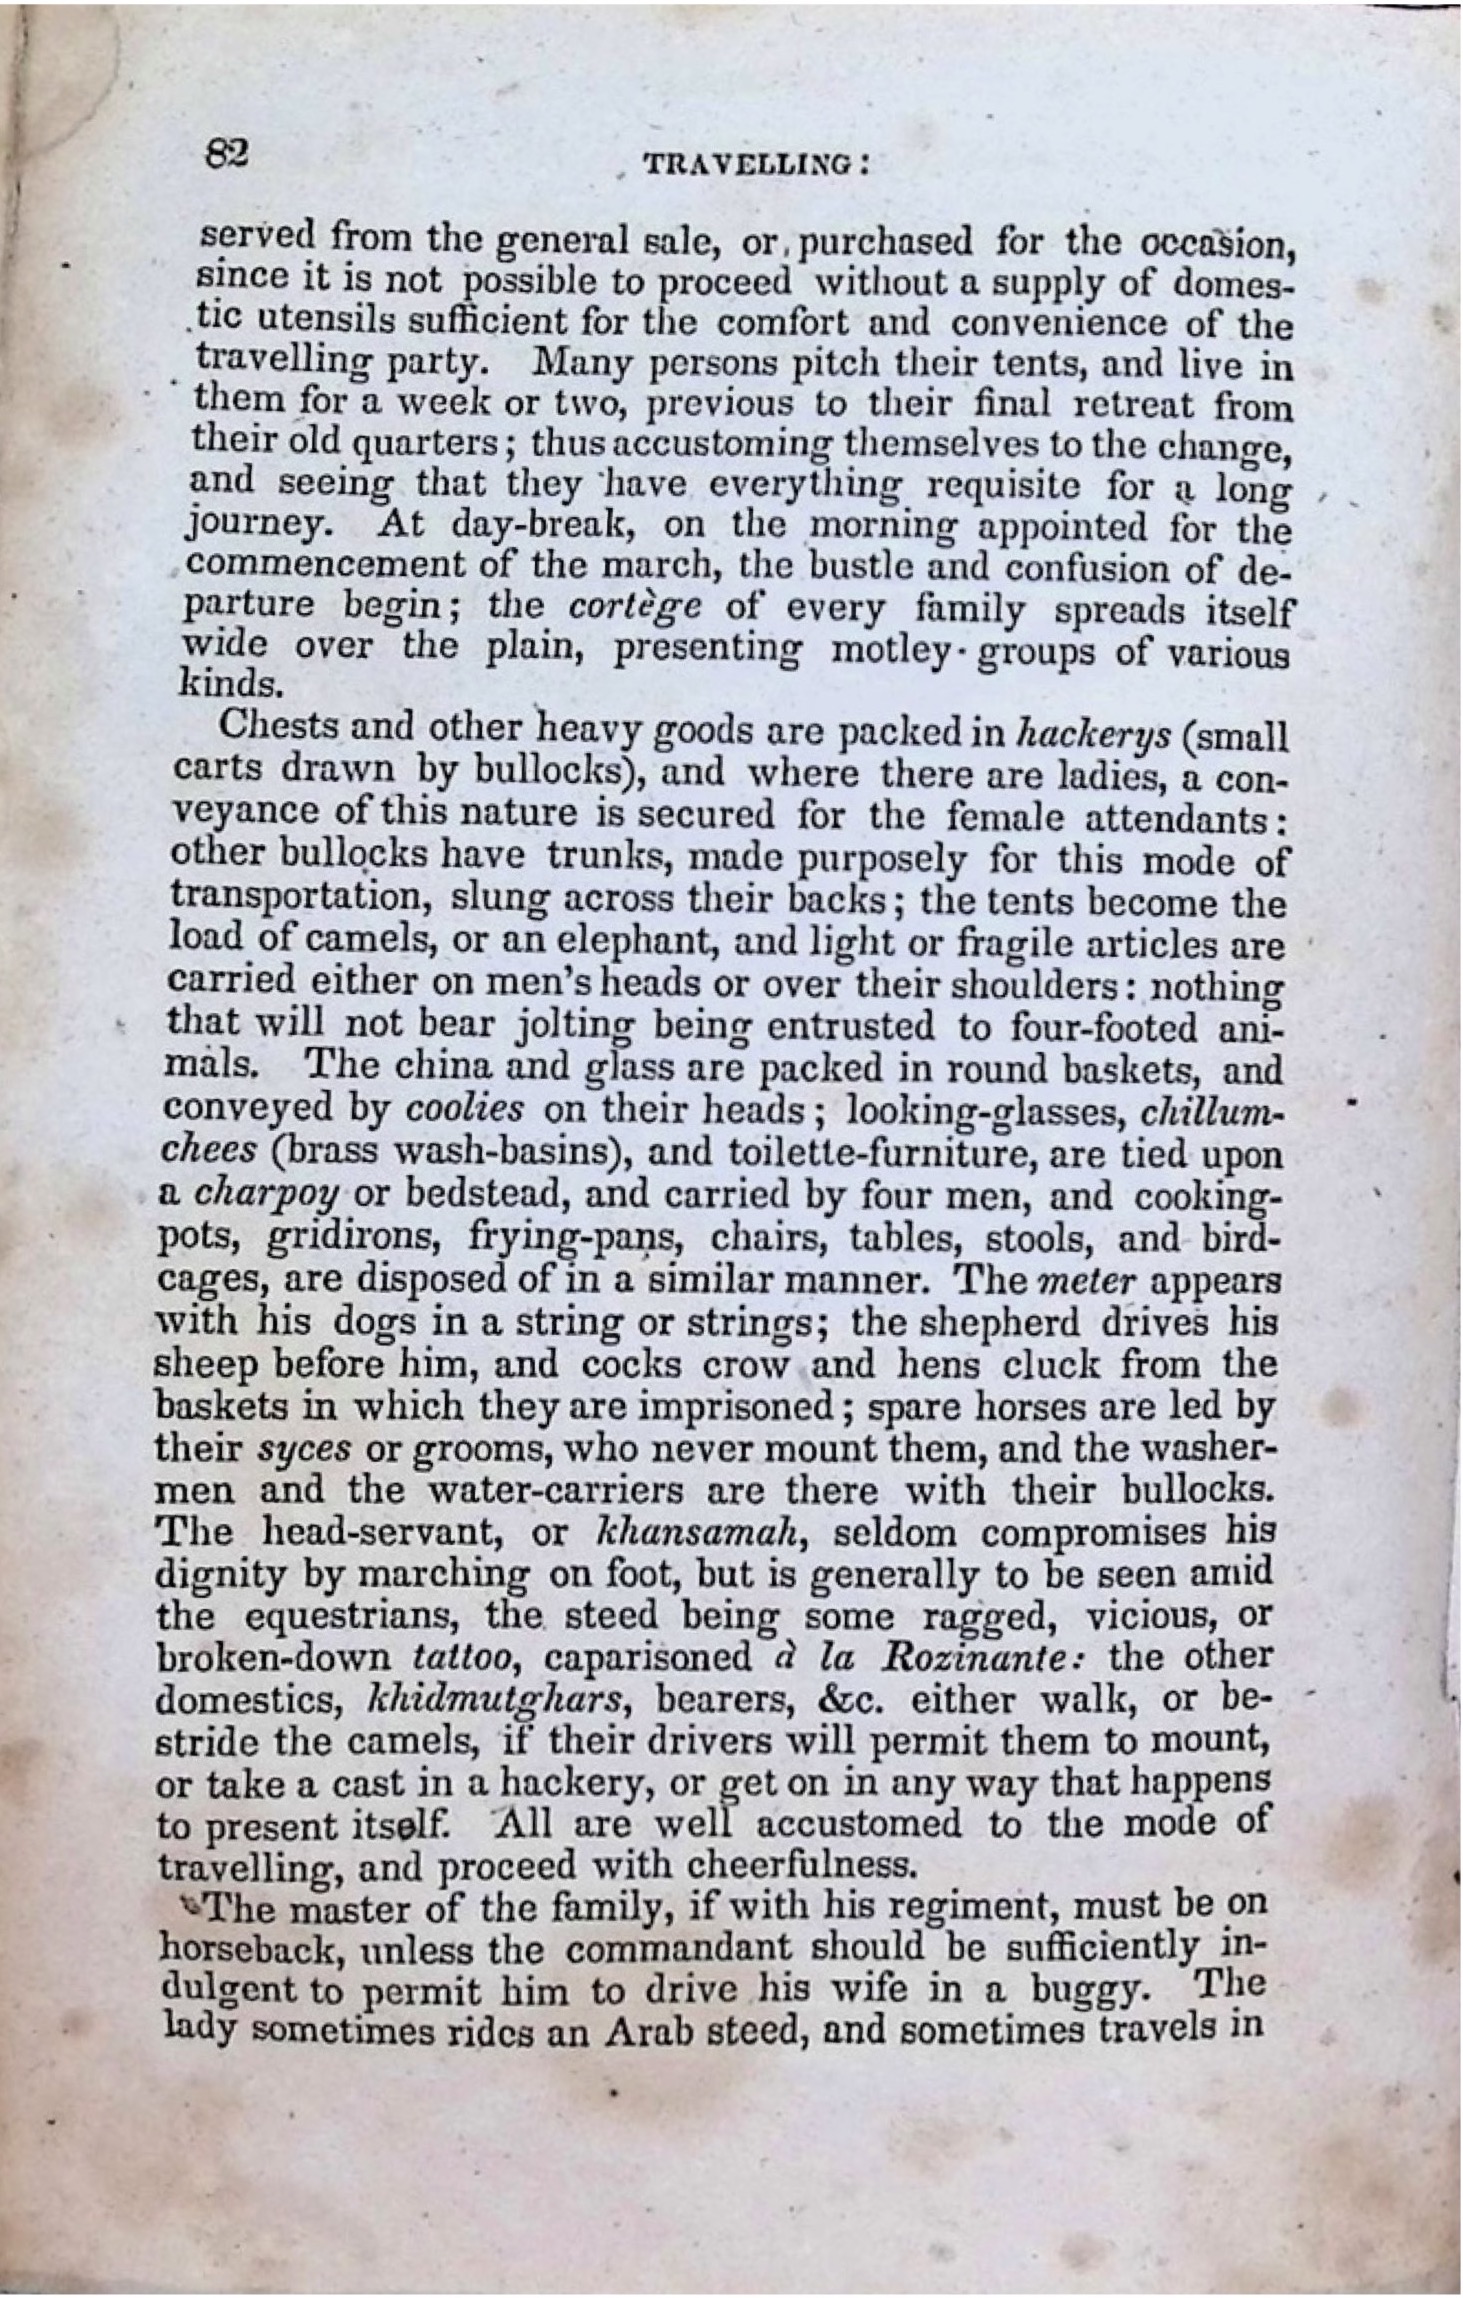 82
TRAVELLING:
served from the general sale, or purchased for the occasion,
since it is not possible to proceed without a supply of domes-
tic utensils sufficient for the comfort and convenience of the
travelling party. Many persons pitch their tents, and live in
them for a week or two, previous to their final retreat from
their old quarters; thus accustoming themselves to the change,
and seeing that they have everything requisite for a long
journey. At day-break, on the morning appointed for the
commencement of the march, the bustle and confusion of de-
parture begin; the cortège of every family spreads itself
wide over the plain, presenting motley groups of various
kinds.
Chests and other heavy goods are packed in hackerys (small
carts drawn by bullocks), and where there are ladies, a con-
veyance of this nature is secured for the female attendants:
other bullocks have trunks, made purposely for this mode of
transportation, slung across their backs; the tents become the
load of camels, or an elephant, and light or fragile articles are
carried either on men's heads or over their shoulders: nothing
that will not bear jolting being entrusted to four-footed ani-
mals. The china and glass are packed in round baskets, and
conveyed by coolies on their heads; looking-glasses, chillum-
chees (brass wash-basins), and toilette-furniture, are tied upon
a charpoy or bedstead, and carried by four men, and cooking-
pots, gridirons, frying-pans, chairs, tables, stools, and bird-
cages, are disposed of in a similar manner. The meter appears
with his dogs in a string or strings; the shepherd drives his
sheep before him, and cocks crow and hens cluck from the
baskets in which they are imprisoned; spare horses are led by
their syces or grooms, who never mount them, and the washer-
men and the water-carriers are there with their bullocks.
The head-servant, or khansamah, seldom compromises his
dignity by marching on foot, but is generally to be seen amid
the equestrians, the steed being some ragged, vicious, or
broken-down tattoo, caparisoned à la Rozinante: the other
domestics, khidmutghars, bearers, &c. either walk, or be-
stride the camels, if their drivers will permit them to mount,
or take a cast in a hackery, or get on in any way that happens
to present itself. All are well accustomed to the mode of
travelling, and proceed with cheerfulness.
The master of the family, if with his regiment, must be on
horseback, unless the commandant should be sufficiently in-
dulgent to permit him to drive his wife in a buggy. The
lady sometimes rides an Arab steed, and sometimes travels in